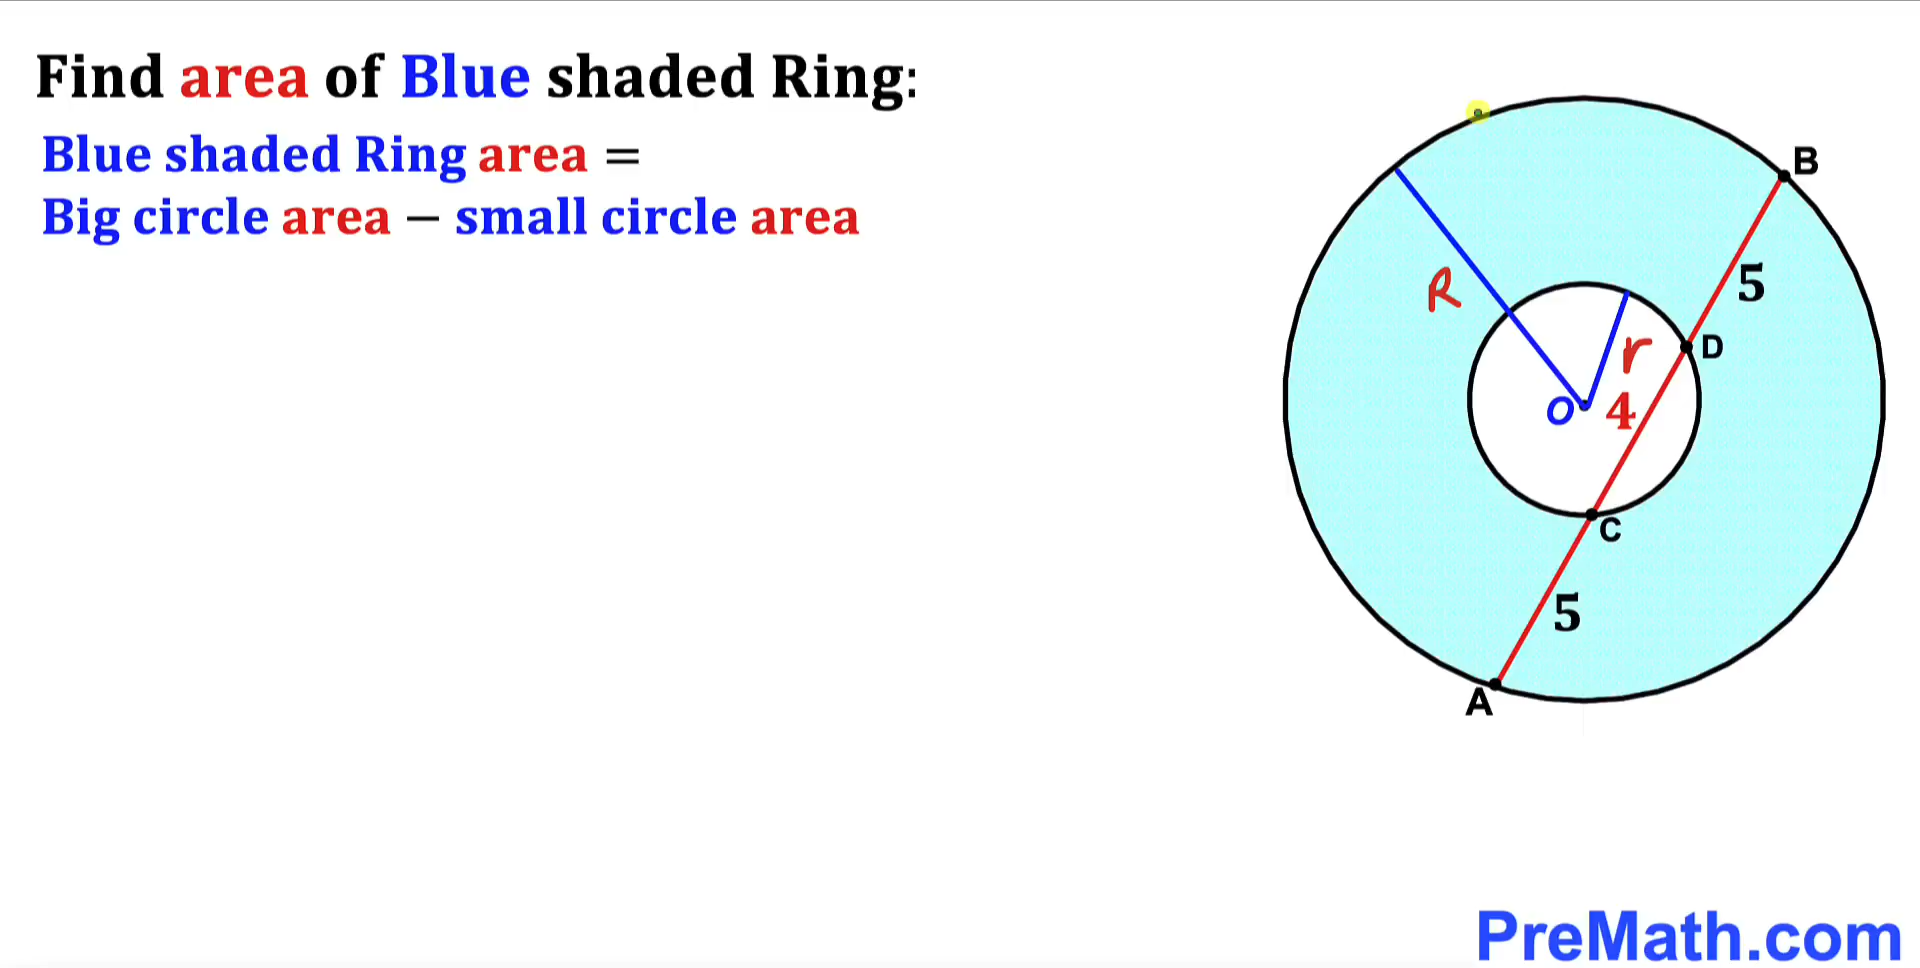 Find area of Blue shaded Ring:
Blue shaded Ring area =
Big circle area − small circle area
B
5
R
r
D
O
4
C
5
A
PreMath.com